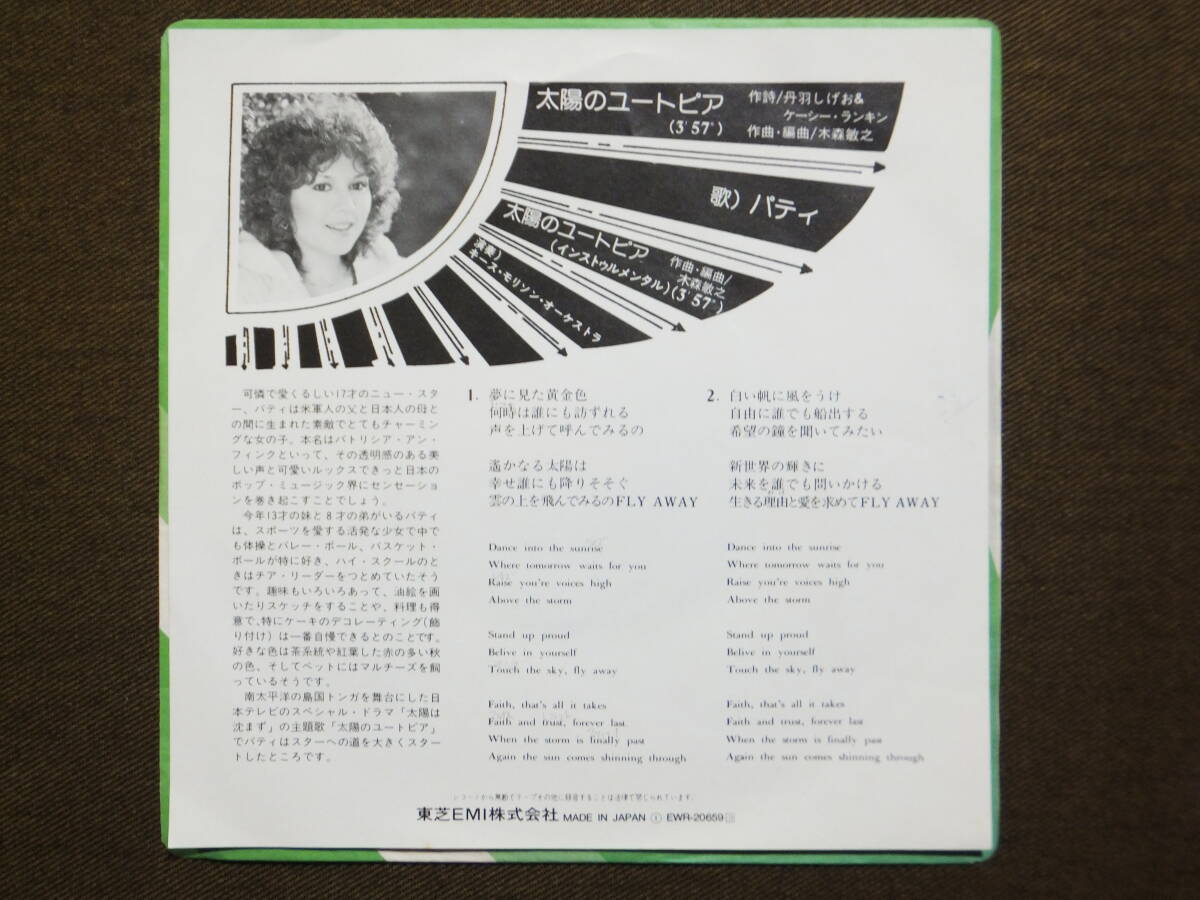 太陽のユートピア
(3'57")
作詩/丹羽しげお&
ケーシー・ランキン
作曲・編曲/木森敏之
歌)パティ
太陽のユートピア
(インストゥルメンタル)(3'57")
作曲・編曲/
木森敏之
演奏)
キース・モリソン・オーケストラ
可憐で愛くるしい17才のニュー・スタ
ー、パティは米軍人の父と日本人の母と
の間に生まれた素敵でとてもチャーミン
グな女の子。本名はパトリシア・アン・
フィンクといって、その透明感のある美
しい声と可愛いルックスできっと日本の
ポップ・ミュージック界にセンセーショ
ンを巻き起こすことでしょう。
今年13才の妹と8才の弟がいるパティ
は、スポーツを愛する活発な少女で中で
も体操とバレー・ボール、バスケット・
ボールが特に好き、ハイ・スクールのと
きはチア・リーダーをつとめていたそう
です。趣味もいろいろあって、油絵を画
いたりスケッチをすることや、料理も得
意で、特にケーキのデコレーティング(飾
り付け)は一番自慢できるとのことです。
好きな色は茶系統や紅葉した赤の多い秋
の色、そしてペットにはマルチーズを飼
っているそうです。
南太平洋の島国トンガを舞台にした日
本テレビのスペシャル・ドラマ「太陽は
沈まず」の主題歌「太陽のユートピア」
でパティはスターへの道を大きくスター
トしたところです。
1. 夢に見た黄金色
何時は誰にも訪ずれる
声を上げて呼んでみるの
遙かなる太陽は
幸せ誰にも降りそそぐ
雲の上を飛んでみるのFLY AWAY
Dance into the sunrise
Where tomorrow waits for you
Raise you're voices high
Above the storm
Stand up proud
Belive in yourself
Touch the sky, fly away
Faith, that's all it takes
Faith and trust, forever last
When the storm is finally past
Again the sun comes shinning through
2. 白い帆に風をうけ
自由に誰でも船出する
希望の鐘を聞いてみたい
新世界の輝きに
未来を誰でも問いかける
生きる理由と愛を求めてFLY AWAY
Dance into the sunrise
Where tomorrow waits for you
Raise you're voices high
Above the storm
Stand up proud
Belive in yourself
Touch the sky, fly away
Faith, that's all it takes
Faith and trust, forever last
When the storm is finally past
Again the sun comes shinning through
レコードから無断でテープその他に録音することは法律で禁じられています。
東芝EMI株式会社 MADE IN JAPAN ① EWR-20659